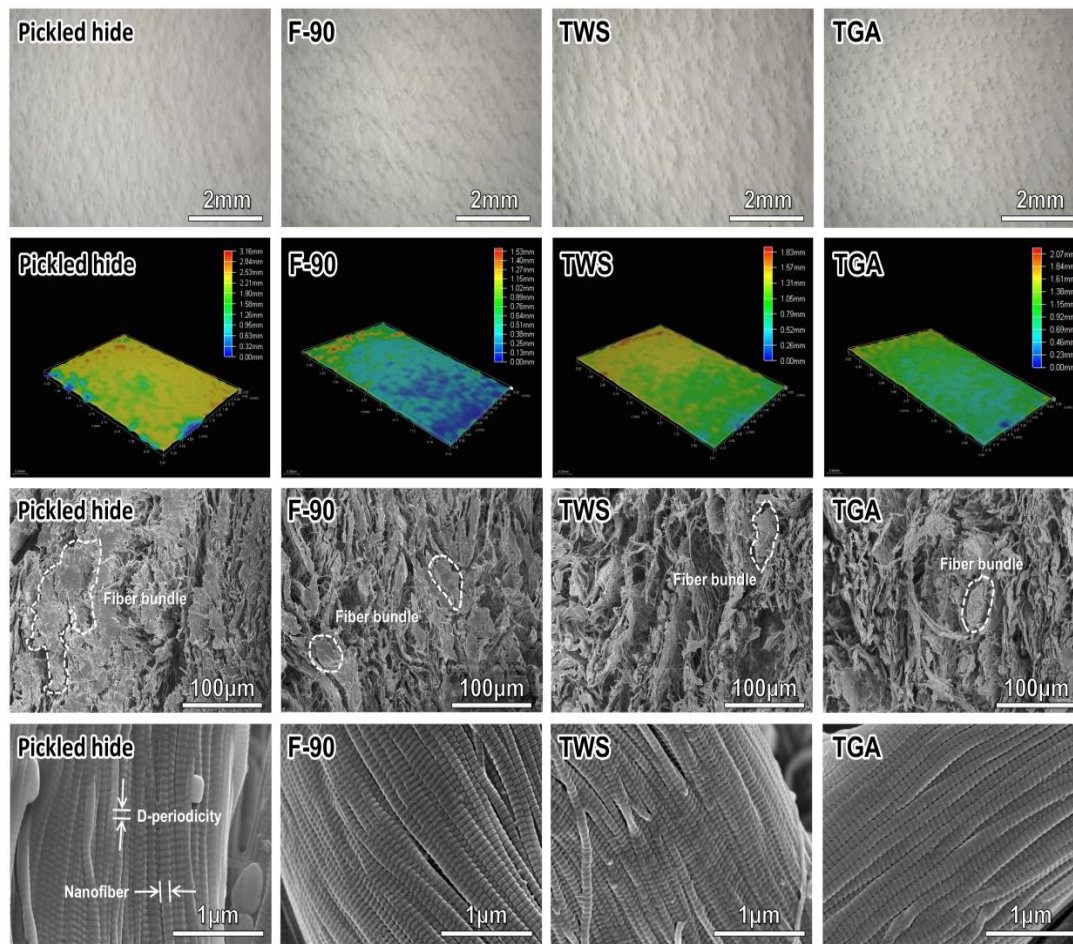 Pickled hide
F-90
TWS
TGA
2mm
2mm
2mm
2mm
Pickled hide
F-90
TWS
TGA
3.16mm
2.84mm
2.53mm
2.21mm
1.90mm
1.58mm
1.26mm
0.95mm
0.63mm
0.32mm
0.00mm
1.53mm
1.40mm
1.27mm
1.15mm
1.02mm
0.89mm
0.76mm
0.64mm
0.51mm
0.38mm
0.25mm
0.13mm
0.00mm
1.83mm
1.57mm
1.31mm
1.05mm
0.79mm
0.52mm
0.26mm
0.00mm
2.07mm
1.84mm
1.61mm
1.38mm
1.15mm
0.92mm
0.69mm
0.46mm
0.23mm
0.00mm
Pickled hide
F-90
TWS
TGA
Fiber bundle
Fiber bundle
Fiber bundle
Fiber bundle
100μm
100μm
100μm
100μm
Pickled hide
F-90
TWS
TGA
D-periodicity
Nanofiber
1μm
1μm
1μm
1μm